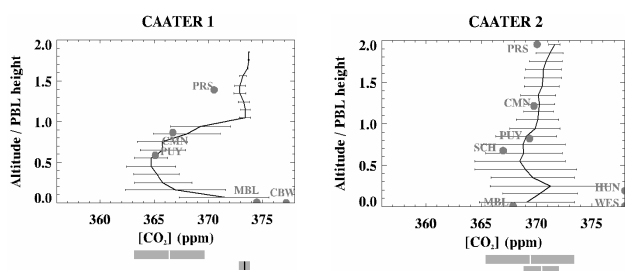 CAATER 1
2.0
1.5
1.0
0.5
0.0
Altitude / PBL height
PRS
CMN
PUY
MBL
CBW
360
365
370
375
[CO2] (ppm)
CAATER 2
2.0
1.5
1.0
0.5
0.0
Altitude / PBL height
PRS
CMN
PUY
SCH
HUN
MBL
WES
360
365
370
375
[CO2] (ppm)